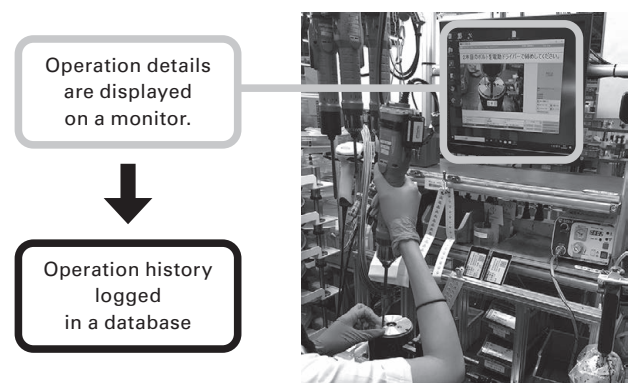 Operation details
are displayed
on a monitor.
Operation history
logged
in a database